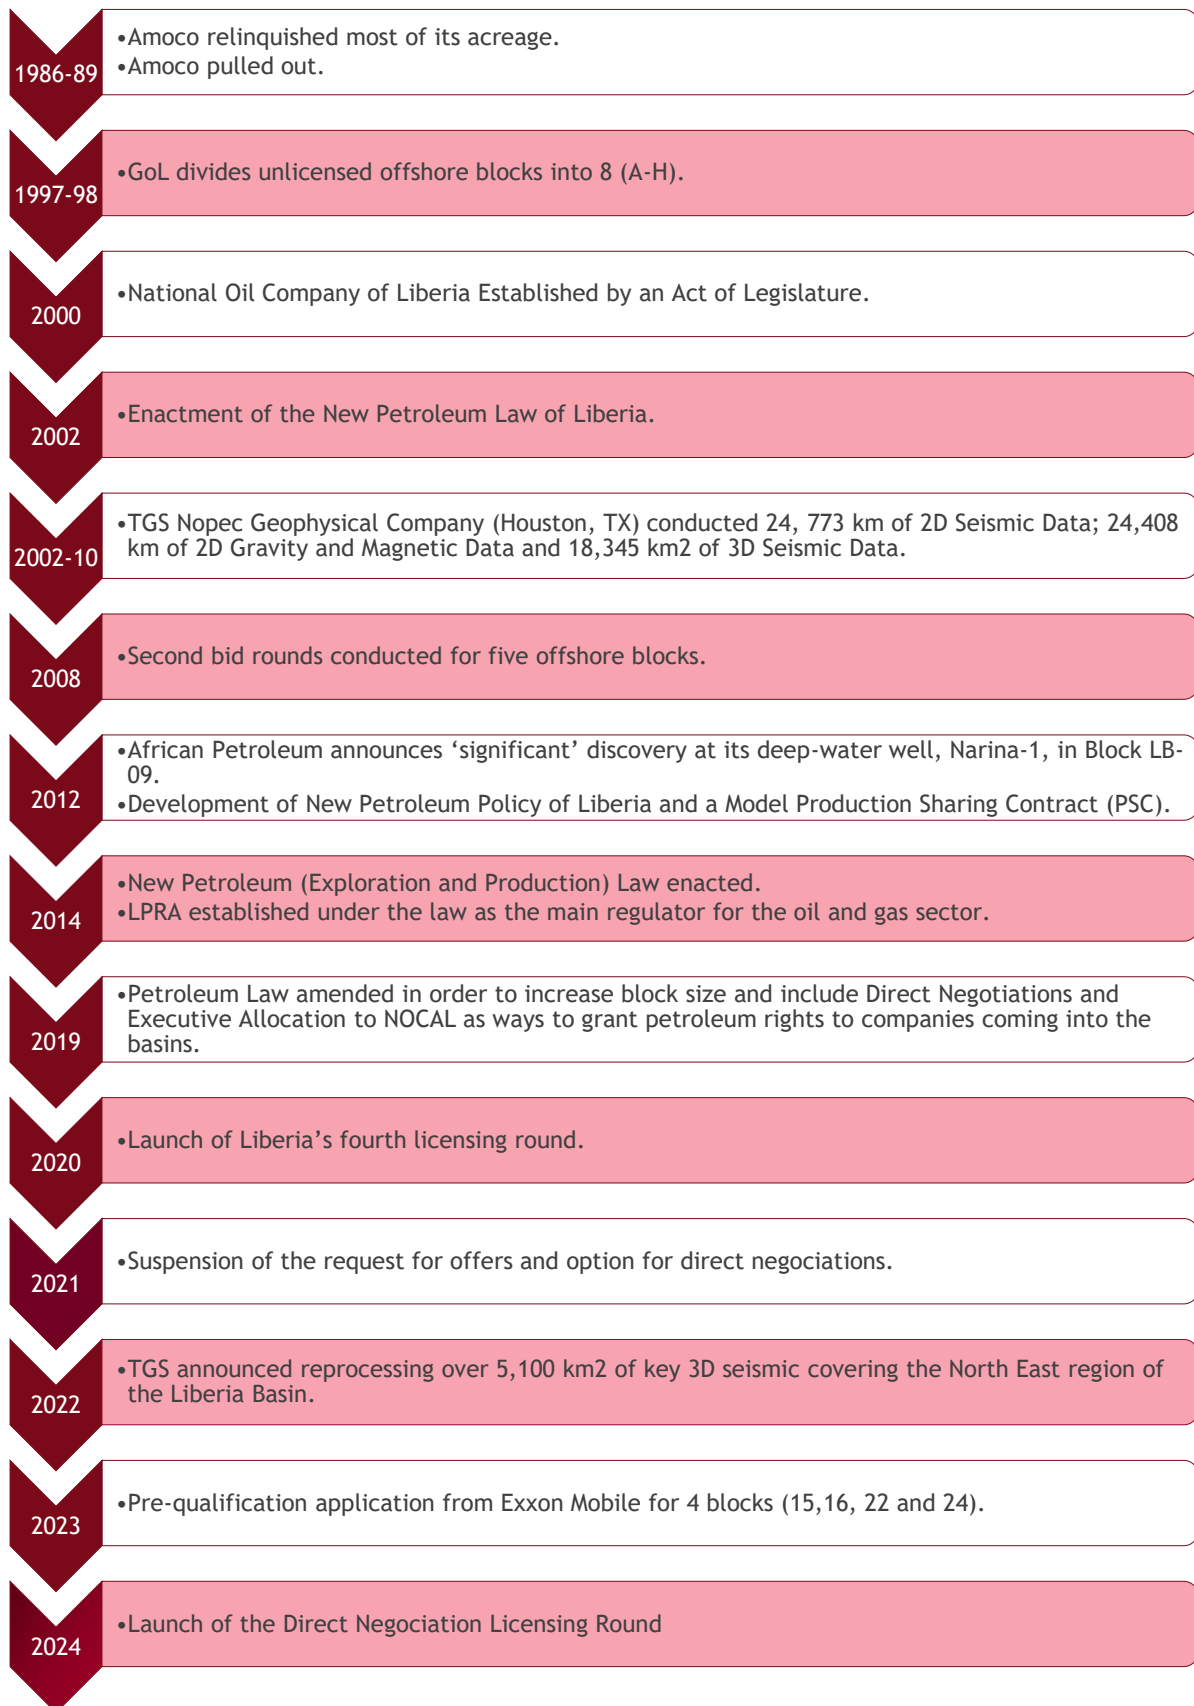 1986-89
•Amoco relinquished most of its acreage.
•Amoco pulled out.
1997-98
•GoL divides unlicensed offshore blocks into 8 (A-H).
2000
•National Oil Company of Liberia Established by an Act of Legislature.
2002
•Enactment of the New Petroleum Law of Liberia.
2002-10
•TGS Nopec Geophysical Company (Houston, TX) conducted 24, 773 km of 2D Seismic Data; 24,408
km of 2D Gravity and Magnetic Data and 18,345 km2 of 3D Seismic Data.
2008
•Second bid rounds conducted for five offshore blocks.
2012
•African Petroleum announces ‘significant’ discovery at its deep-water well, Narina-1, in Block LB-
09.
•Development of New Petroleum Policy of Liberia and a Model Production Sharing Contract (PSC).
2014
•New Petroleum (Exploration and Production) Law enacted.
•LPRA established under the law as the main regulator for the oil and gas sector.
2019
•Petroleum Law amended in order to increase block size and include Direct Negotiations and
Executive Allocation to NOCAL as ways to grant petroleum rights to companies coming into the
basins.
2020
•Launch of Liberia’s fourth licensing round.
2021
•Suspension of the request for offers and option for direct negociations.
2022
•TGS announced reprocessing over 5,100 km2 of key 3D seismic covering the North East region of
the Liberia Basin.
2023
•Pre-qualification application from Exxon Mobile for 4 blocks (15,16, 22 and 24).
2024
•Launch of the Direct Negociation Licensing Round